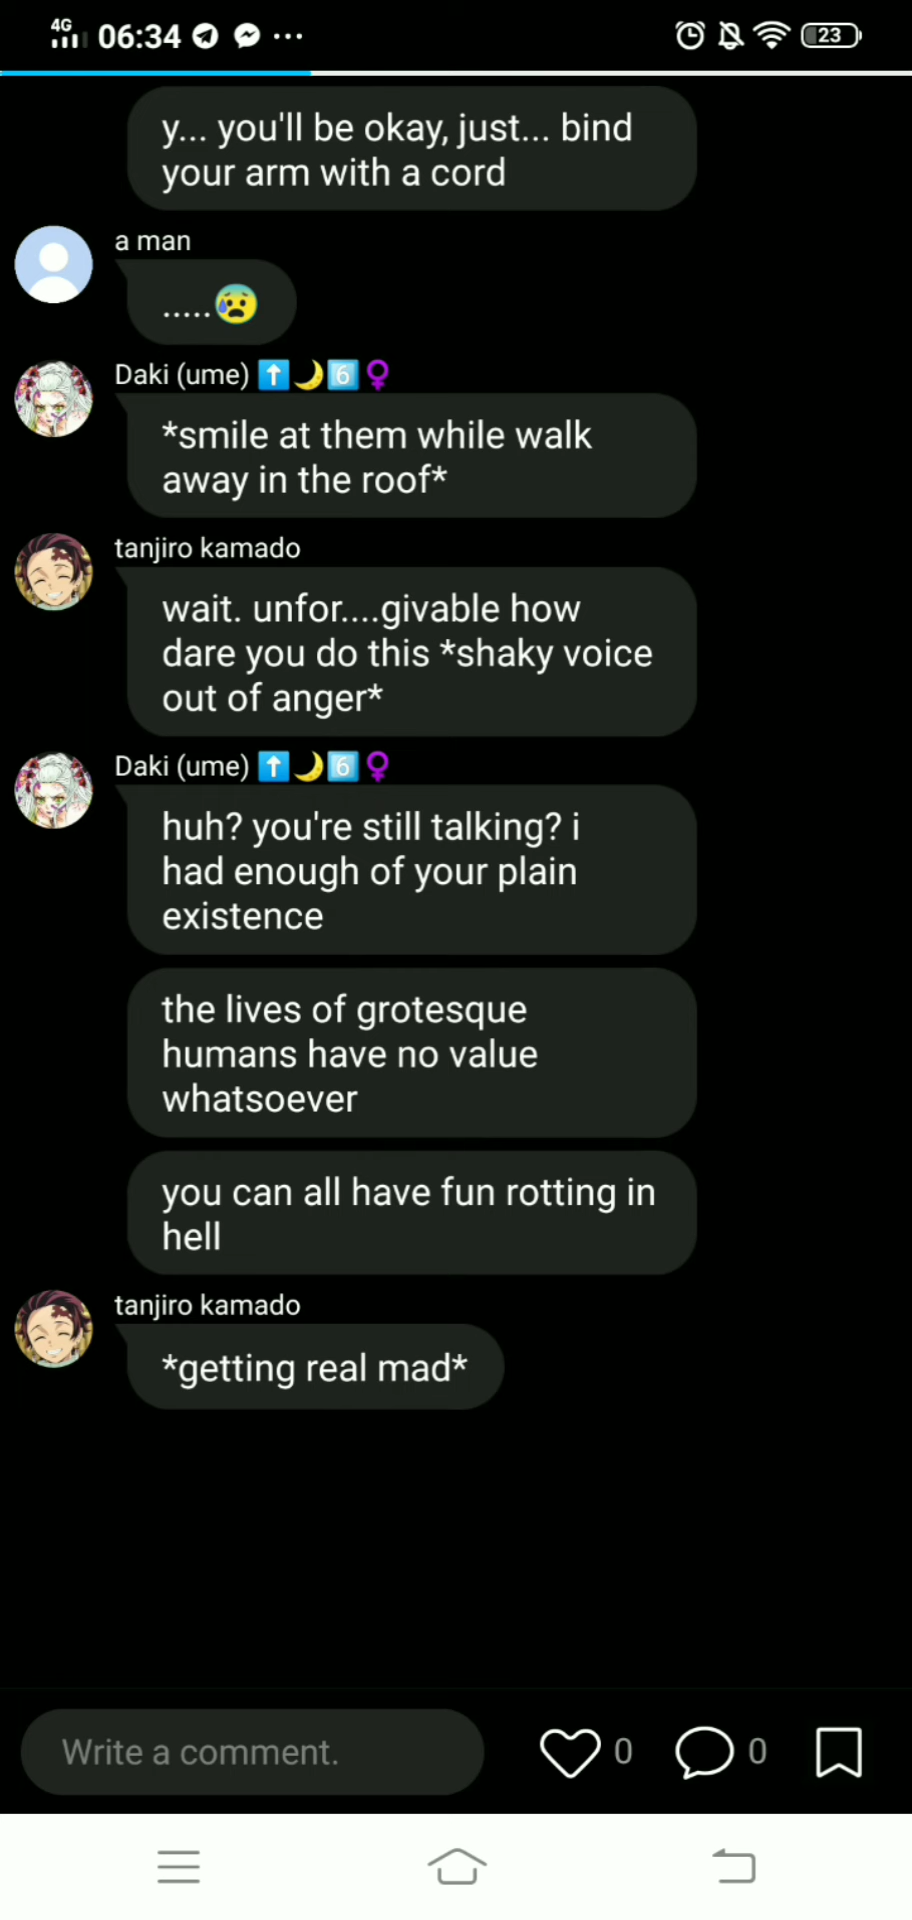 4G 06:34 23
y... you'll be okay, just... bind
your arm with a cord
a man
.....😰
Daki (ume) ⬆️🌙6️⃣♀️
*smile at them while walk
away in the roof*
tanjiro kamado
wait. unfor....givable how
dare you do this *shaky voice
out of anger*
Daki (ume) ⬆️🌙6️⃣♀️
huh? you're still talking? i
had enough of your plain
existence
the lives of grotesque
humans have no value
whatsoever
you can all have fun rotting in
hell
tanjiro kamado
*getting real mad*
Write a comment. 0 0